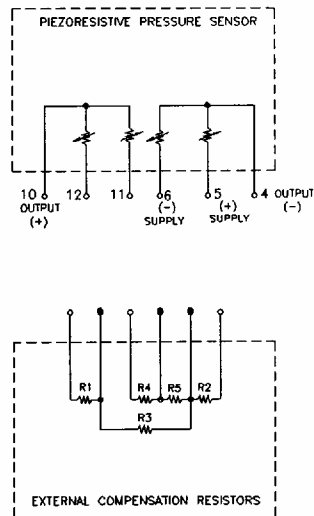 PIEZORESISTIVE PRESSURE SENSOR
10 12 11 6 5 4 OUTPUT
OUTPUT (-) (+) (-)
(+) SUPPLY SUPPLY
R1 R4 R5 R2
R3
EXTERNAL COMPENSATION RESISTORS